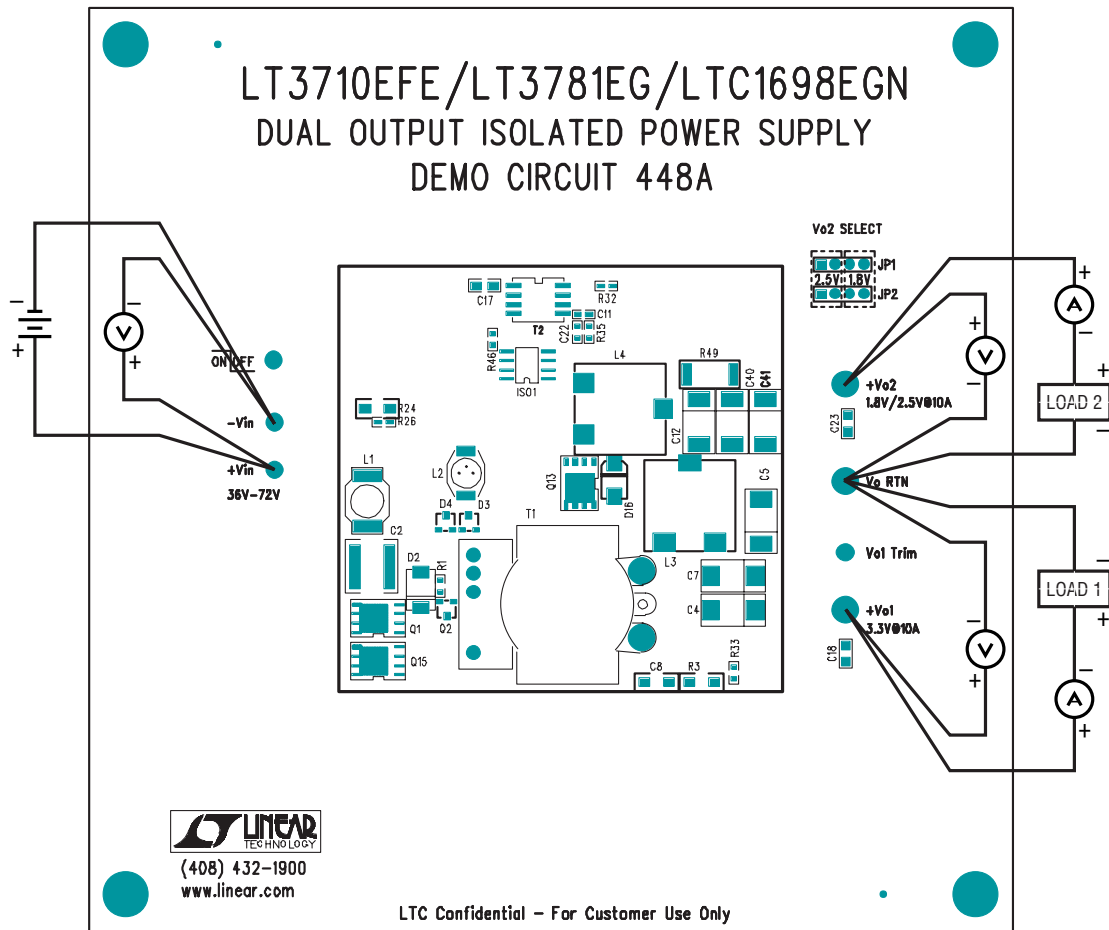 LT3710EFE/LT3781EG/LTC1698EGN
DUAL OUTPUT ISOLATED POWER SUPPLY
DEMO CIRCUIT 448A
Vo2 SELECT
JP1
2.5V 1.8V
JP2
C17
T2
R32
C11
C22
R35
R46
ISO1
L4
R49
C40
C41
C12
+
−
V
−
+
ON OFF
−Vin
+Vin
36V−72V
R24
R26
L1
L2
Q13
D16
C5
C2
D4
D3
T1
L3
D2
R1
C7
C4
Q1
Q2
Q15
C8
R3
R33
+
A
−
+
V
−
+Vo2
1.8V/2.5V@10A
C23
+
LOAD 2
−
Vo RTN
Vo1 Trim
−
LOAD 1
+
+Vo1
3.3V@10A
C18
−
V
+
−
A
+
LINEAR
TECHNOLOGY
(408) 432-1900
www.linear.com
LTC Confidential − For Customer Use Only